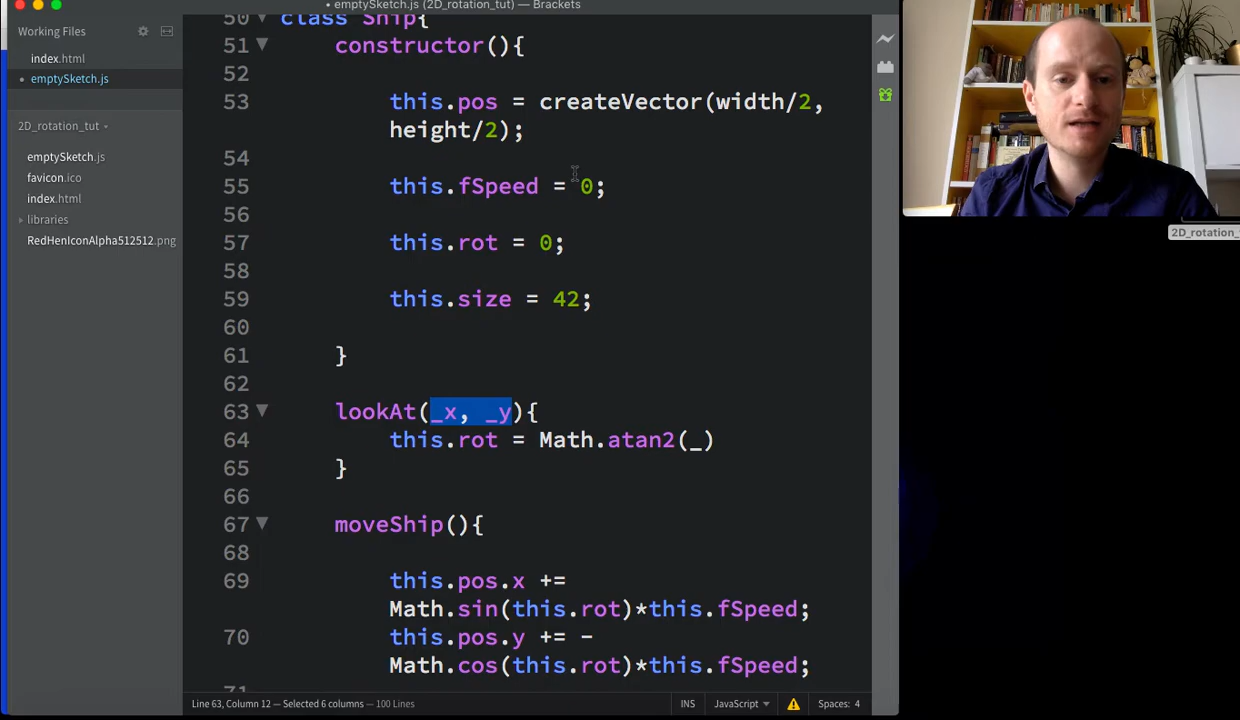 • emptySketch.js (2D_rotation_tut) — Brackets
Working Files
index.html
• emptySketch.js
2D_rotation_tut
emptySketch.js
favicon.ico
index.html
libraries
RedHenIconAlpha512512.png
50 class Ship{
51 constructor(){
52
53 this.pos = createVector(width/2,
height/2);
54
55 this.fSpeed = 0;
56
57 this.rot = 0;
58
59 this.size = 42;
60
61 }
62
63 lookAt(_x, _y){
64 this.rot = Math.atan2(_)
65 }
66
67 moveShip(){
68
69 this.pos.x +=
Math.sin(this.rot)*this.fSpeed;
70 this.pos.y += -
Math.cos(this.rot)*this.fSpeed;
71
Line 63, Column 12 — Selected 6 columns — 100 Lines
INS
JavaScript
Spaces: 4
2D_rotation_